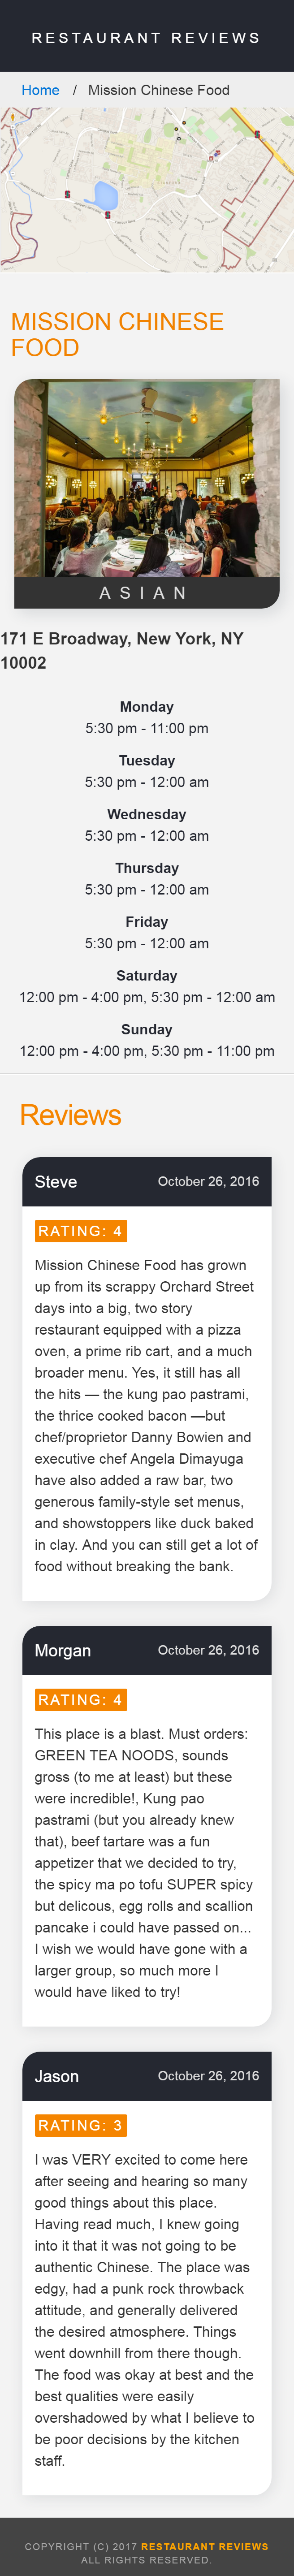 RESTAURANT REVIEWS
Home / Mission Chinese Food
MISSION CHINESE
FOOD
ASIAN
171 E Broadway, New York, NY
10002
Monday
5:30 pm - 11:00 pm
Tuesday
5:30 pm - 12:00 am
Wednesday
5:30 pm - 12:00 am
Thursday
5:30 pm - 12:00 am
Friday
5:30 pm - 12:00 am
Saturday
12:00 pm - 4:00 pm, 5:30 pm - 12:00 am
Sunday
12:00 pm - 4:00 pm, 5:30 pm - 11:00 pm
Reviews
Steve October 26, 2016
RATING: 4
Mission Chinese Food has grown
up from its scrappy Orchard Street
days into a big, two story
restaurant equipped with a pizza
oven, a prime rib cart, and a much
broader menu. Yes, it still has all
the hits — the kung pao pastrami,
the thrice cooked bacon —but
chef/proprietor Danny Bowien and
executive chef Angela Dimayuga
have also added a raw bar, two
generous family-style set menus,
and showstoppers like duck baked
in clay. And you can still get a lot of
food without breaking the bank.
Morgan October 26, 2016
RATING: 4
This place is a blast. Must orders:
GREEN TEA NOODS, sounds
gross (to me at least) but these
were incredible!, Kung pao
pastrami (but you already knew
that), beef tartare was a fun
appetizer that we decided to try,
the spicy ma po tofu SUPER spicy
but delicous, egg rolls and scallion
pancake i could have passed on...
I wish we would have gone with a
larger group, so much more I
would have liked to try!
Jason October 26, 2016
RATING: 3
I was VERY excited to come here
after seeing and hearing so many
good things about this place.
Having read much, I knew going
into it that it was not going to be
authentic Chinese. The place was
edgy, had a punk rock throwback
attitude, and generally delivered
the desired atmosphere. Things
went downhill from there though.
The food was okay at best and the
best qualities were easily
overshadowed by what I believe to
be poor decisions by the kitchen
staff.
COPYRIGHT (C) 2017 RESTAURANT REVIEWS
ALL RIGHTS RESERVED.